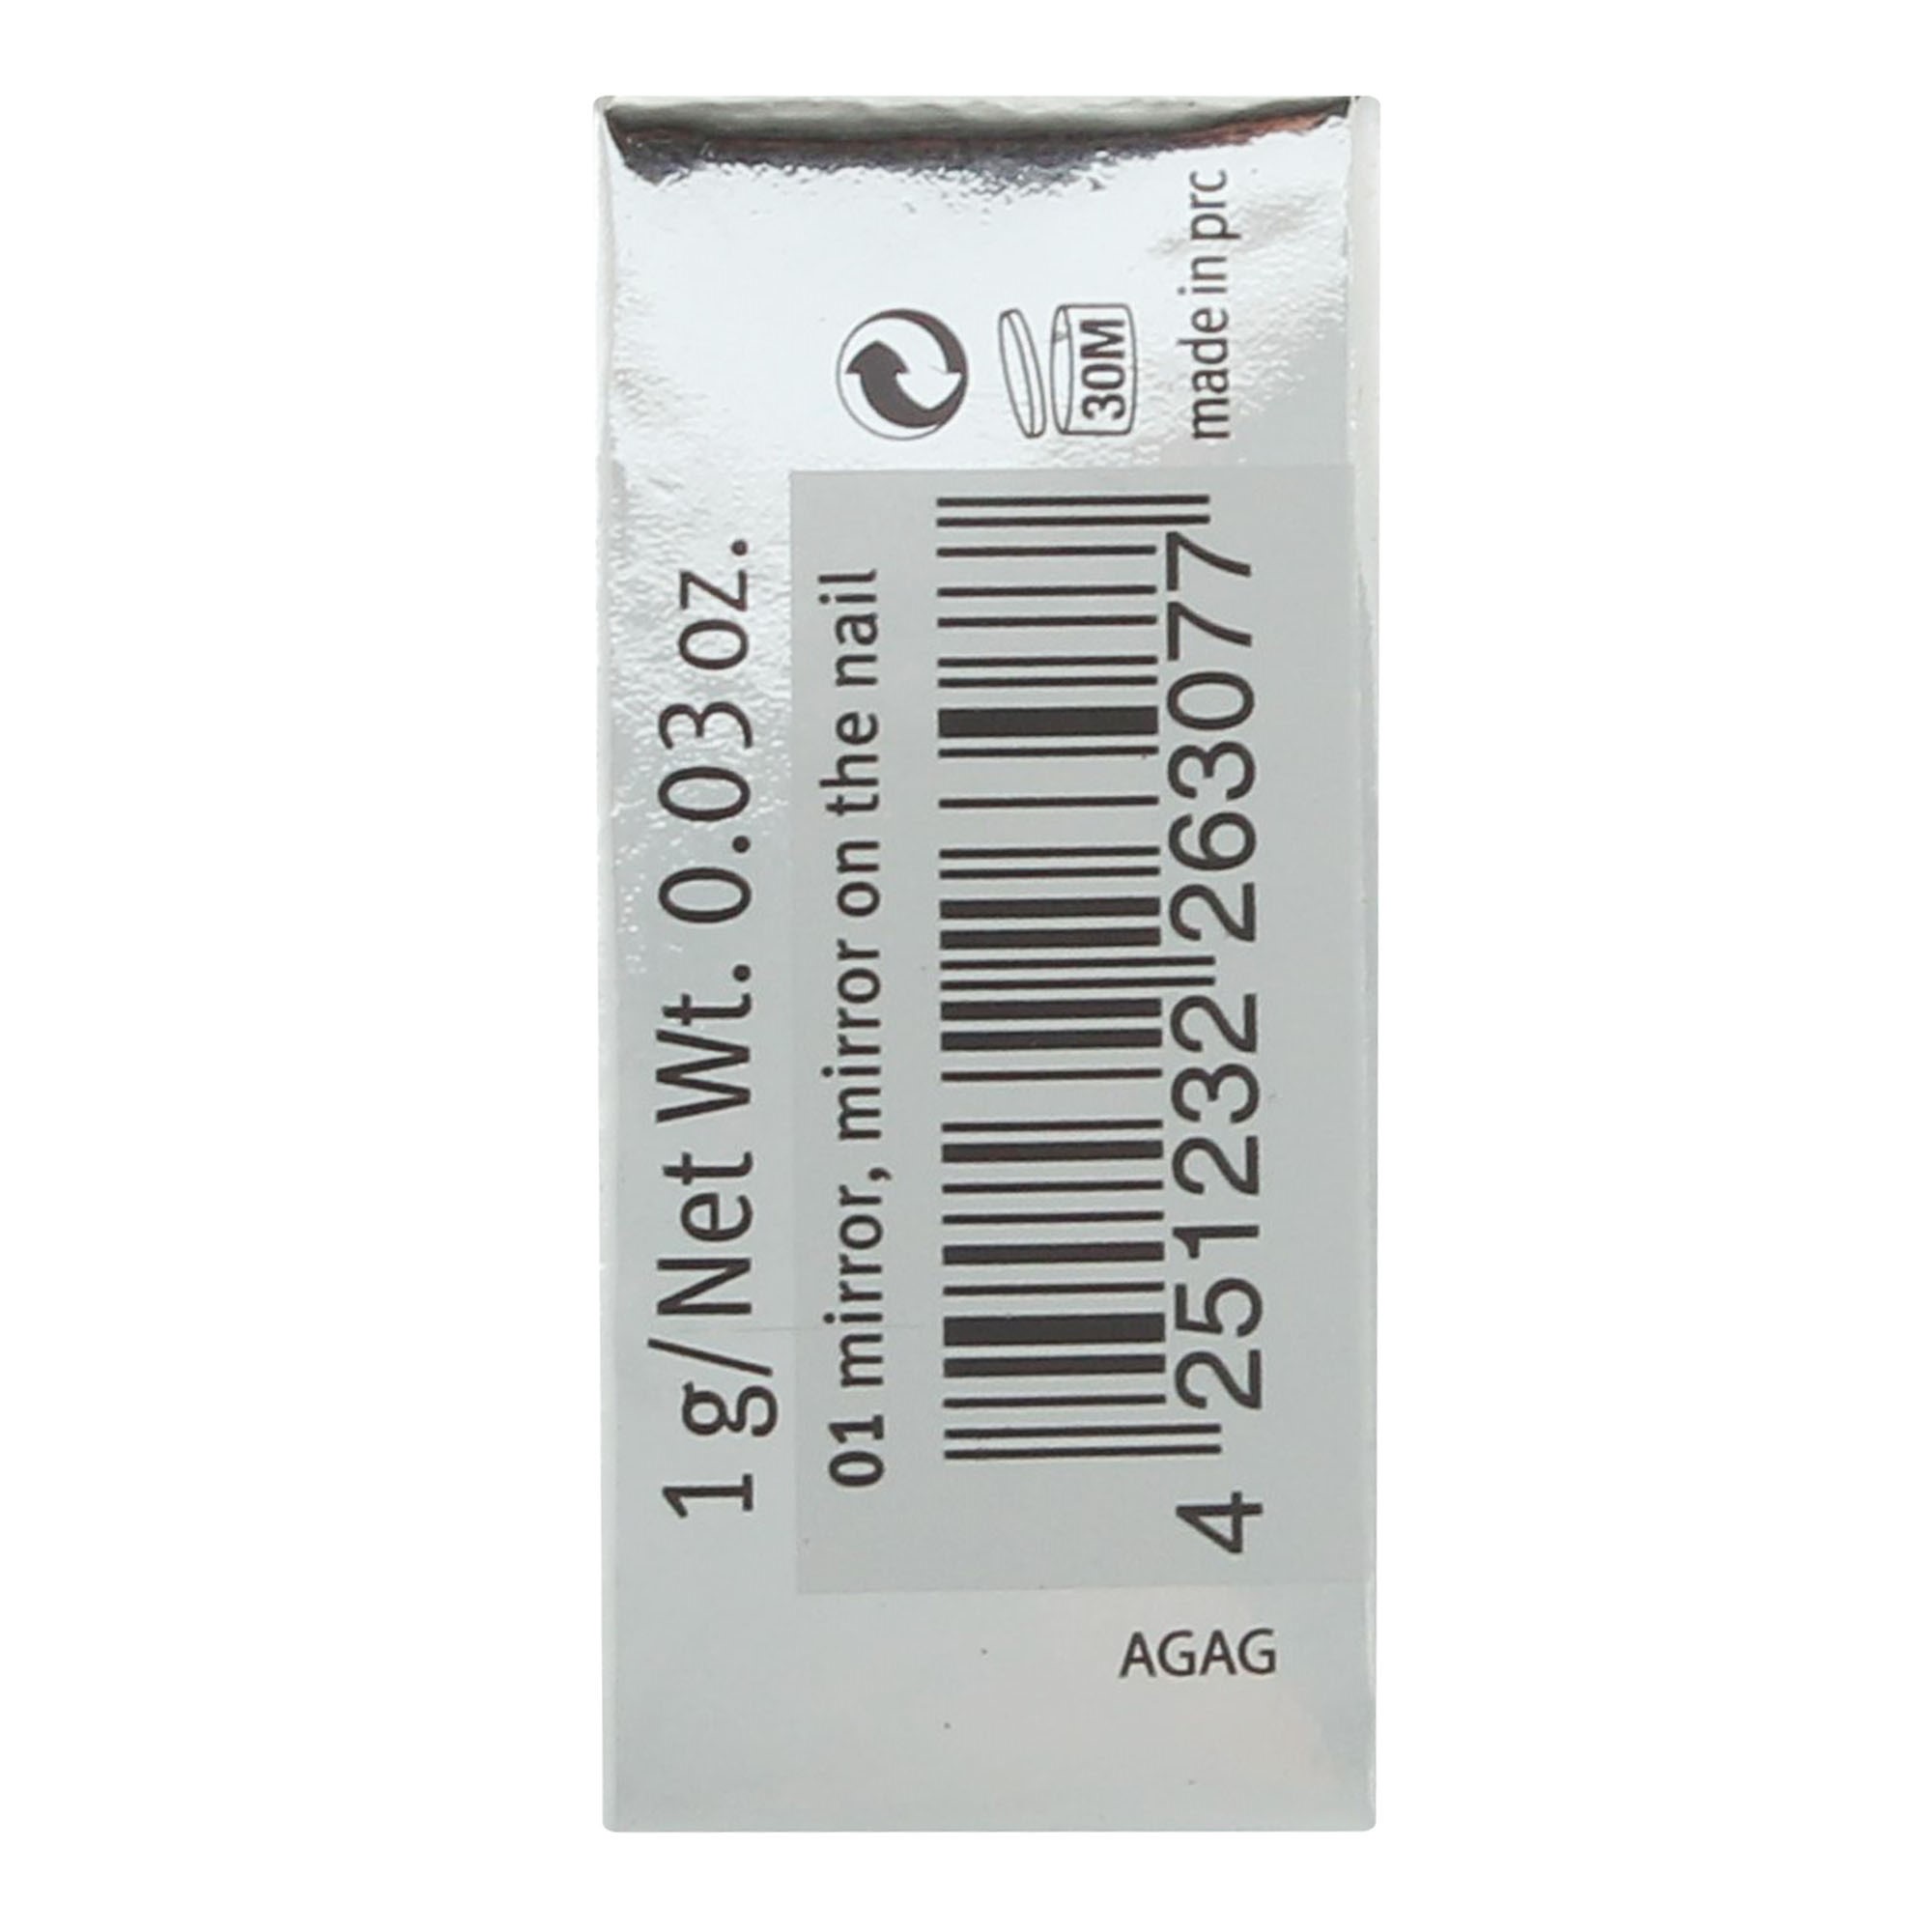 1 g/Net Wt. 0.03 oz.
01 mirror, mirror on the nail
4 251232 263077
30M
made in prc
AGAG